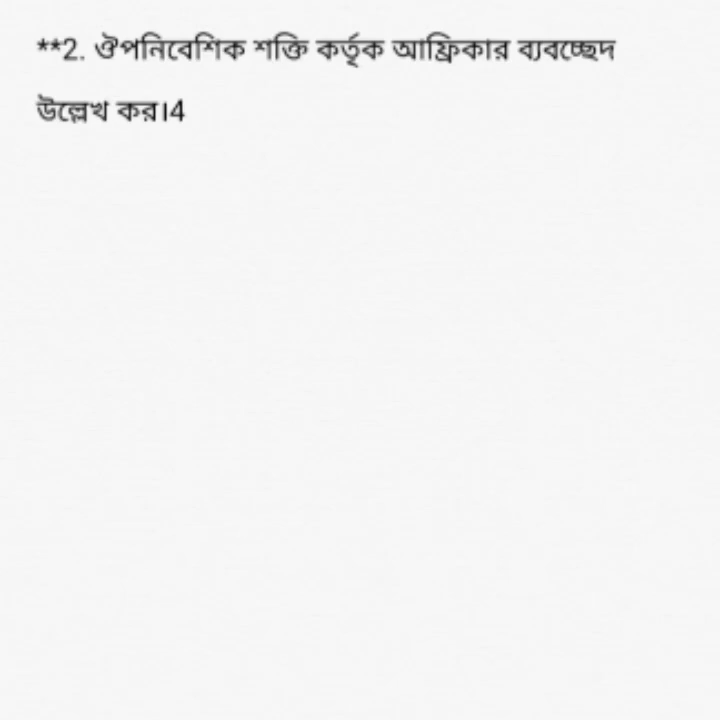 **2. ঔপনিবেশিক শক্তি কর্তৃক আফ্রিকার ব্যবচ্ছেদ
উল্লেখ কর।4